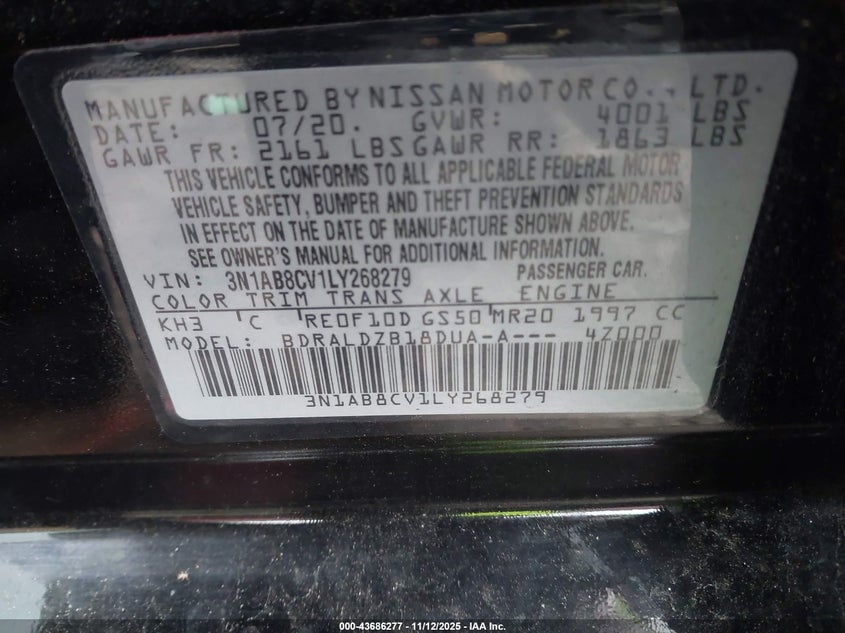 MANUFACTURED BY NISSAN MOTOR CO., LTD.
DATE: 07/20. GVWR: 4001 LBS
GAWR FR: 2161 LBS GAWR RR: 1863 LBS
THIS VEHICLE CONFORMS TO ALL APPLICABLE FEDERAL MOTOR
VEHICLE SAFETY, BUMPER AND THEFT PREVENTION STANDARDS
IN EFFECT ON THE DATE OF MANUFACTURE SHOWN ABOVE.
SEE OWNER'S MANUAL FOR ADDITIONAL INFORMATION.
VIN: 3N1AB8CV1LY268279 PASSENGER CAR.
COLOR TRIM TRANS AXLE ENGINE
KH3 C RE0F10D GS50 MR20 1997 CC
MODEL: BDRALDZB18DUA-A--- 4Z000
3N1AB8CV1LY268279
000-43686277 - 11/12/2025 - IAA Inc.